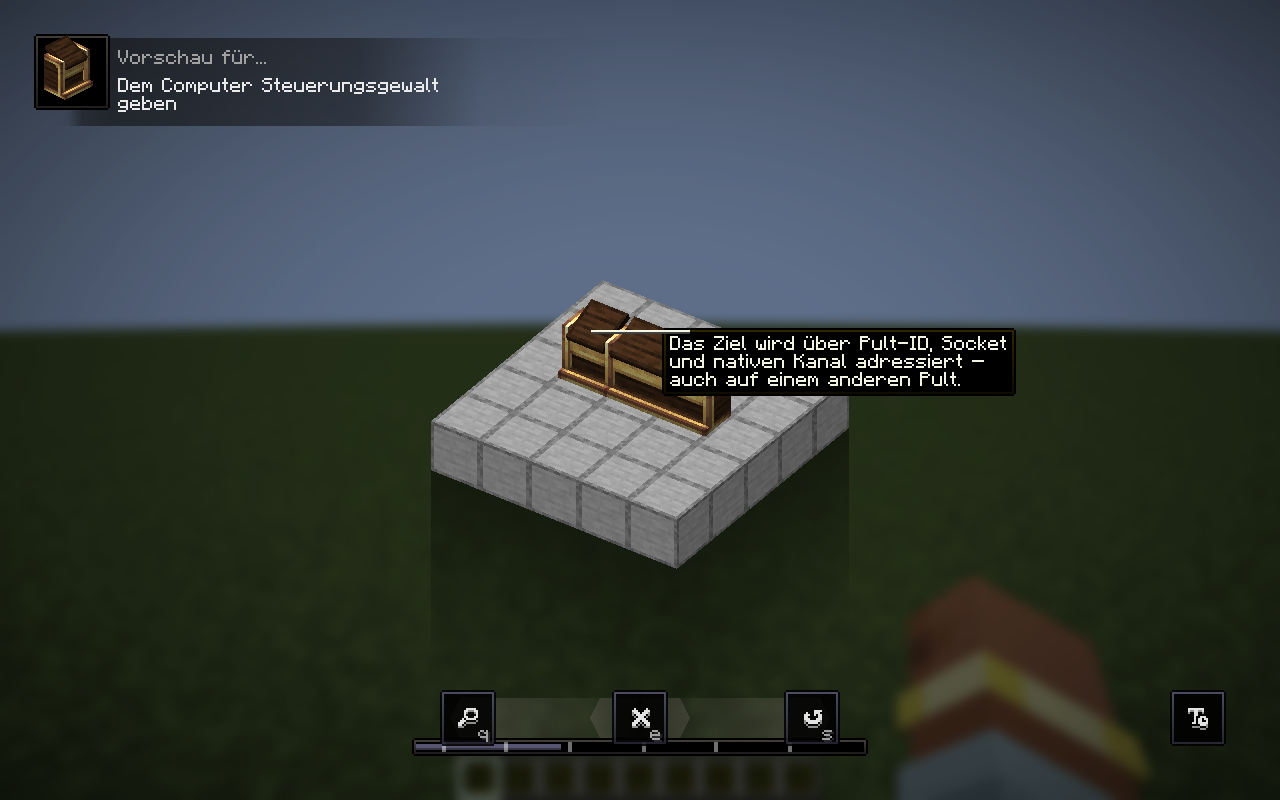 Vorschau für...
Dem Computer Steuerungsgewalt
geben
Das Ziel wird über Pult-ID, Socket
und nativen Kanal adressiert –
auch auf einem anderen Pult.
q
e
s